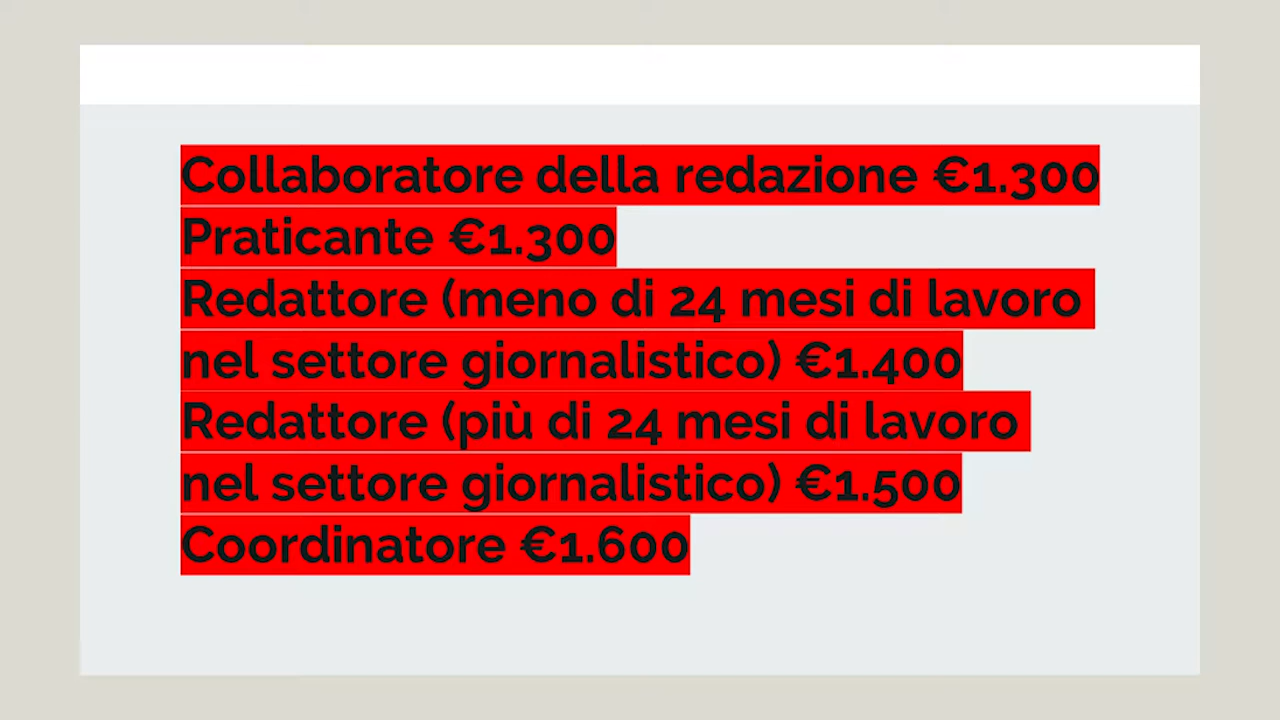 Collaboratore della redazione €1.300
Praticante €1.300
Redattore (meno di 24 mesi di lavoro
nel settore giornalistico) €1.400
Redattore (più di 24 mesi di lavoro
nel settore giornalistico) €1.500
Coordinatore €1.600